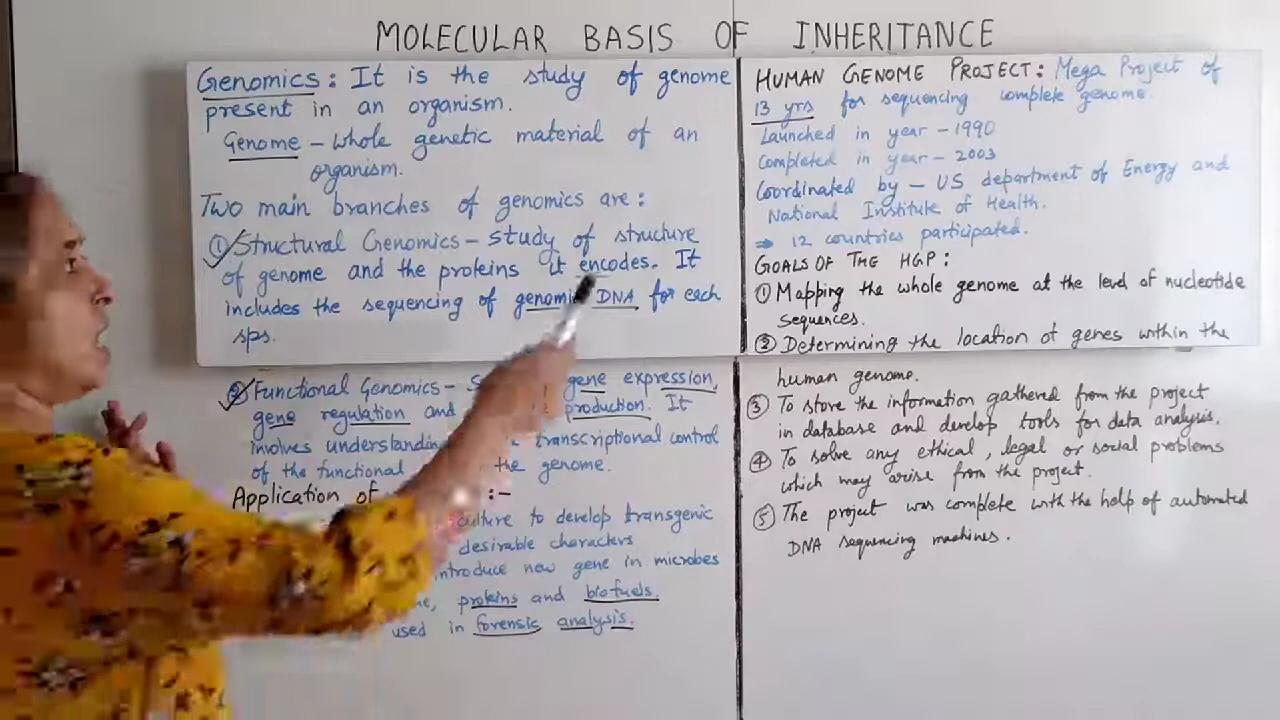 MOLECULAR BASIS OF INHERITANCE
Genomics: It is the study of genome
present in an organism.
Genome – whole genetic material of an
organism.
Two main branches of genomics are:
① Structural Genomics – study of structure
of genome and the proteins it encodes. It
includes the sequencing of genomic DNA for each
sps.
② Functional Genomics – gene expression,
gene regulation and production. It
involves transcriptional control
of the functional the genome.
Application of :-
culture to develop transgenic
desirable characters
introduce new gene in microbes
proteins and biofuels.
used in forensic analysis.
HUMAN GENOME PROJECT: Mega Project of
13 yrs for sequencing complete genome.
Launched in year – 1990
Completed in year – 2003
Coordinated by – US department of Energy and
National Institute of Health.
⇒ 12 countries participated.
GOALS OF THE HGP:
① Mapping the whole genome at the level of nucleotide
sequences.
② Determining the location of genes within the
human genome.
③ To store the information gathered from the project
in database and develop tools for data analysis.
④ To solve any ethical, legal or social problems
which may arise from the project.
⑤ The project was complete with the help of automated
DNA sequencing machines.